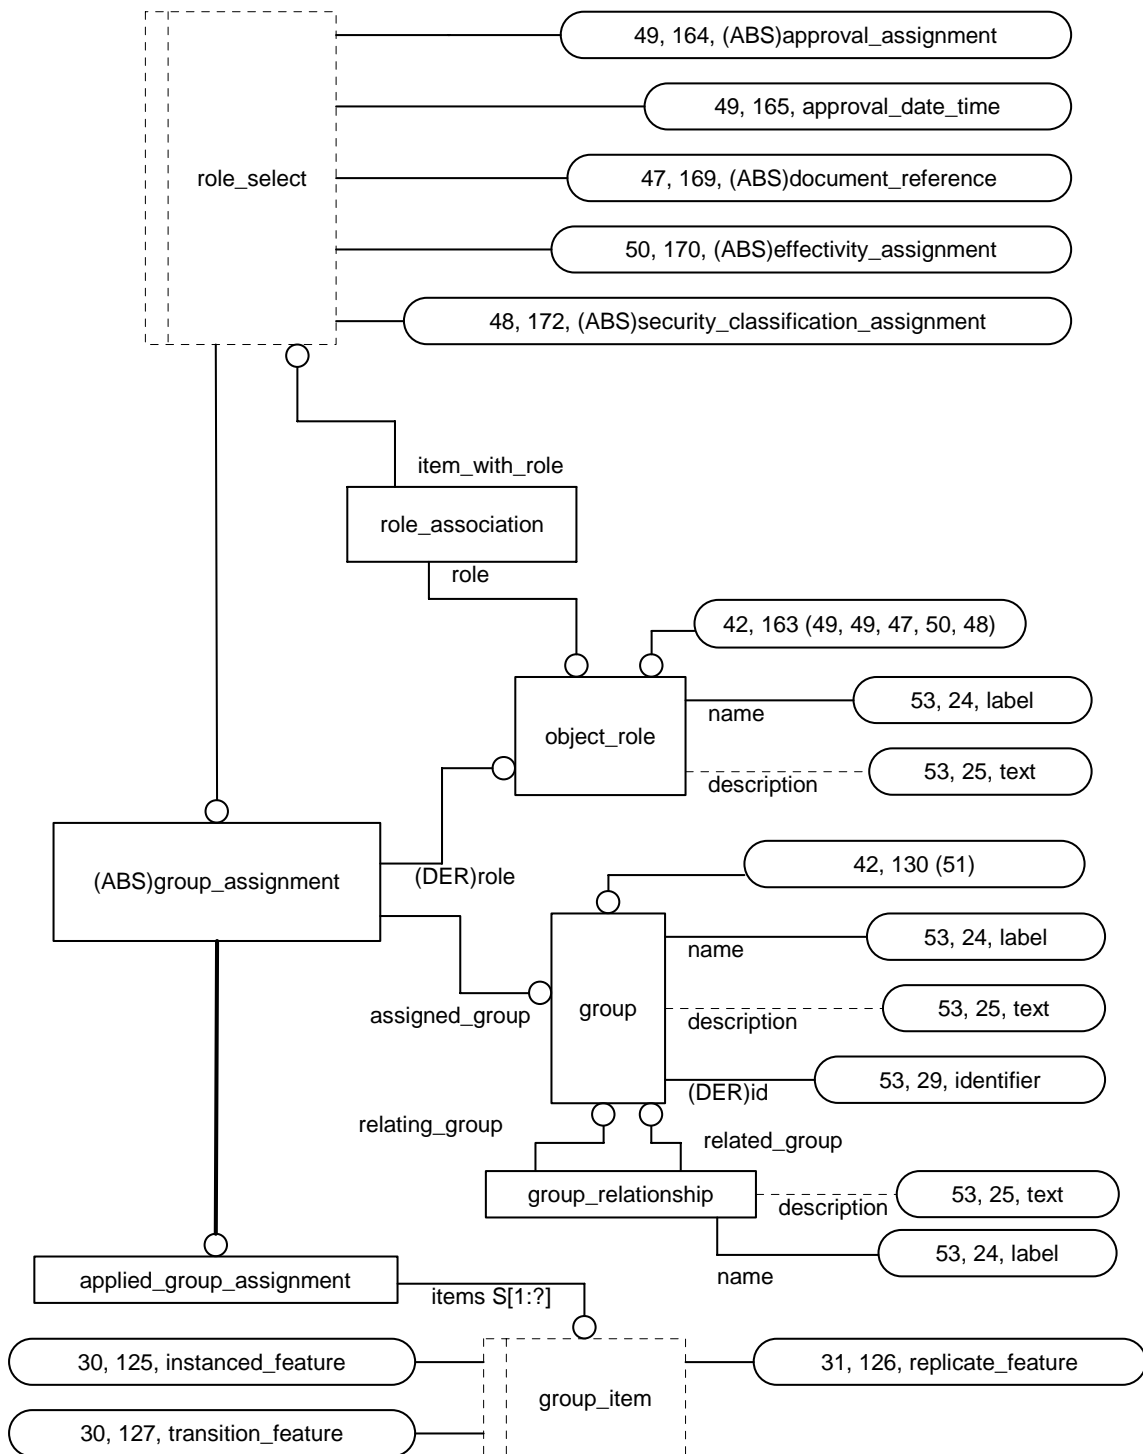 49, 164, (ABS)approval_assignment
49, 165, approval_date_time
role_select
47, 169, (ABS)document_reference
50, 170, (ABS)effectivity_assignment
48, 172, (ABS)security_classification_assignment
item_with_role
role_association
role
42, 163 (49, 49, 47, 50, 48)
53, 24, label
name
object_role
53, 25, text
description
42, 130 (51)
(ABS)group_assignment
(DER)role
53, 24, label
name
assigned_group
group
53, 25, text
description
53, 29, identifier
(DER)id
relating_group
related_group
group_relationship
53, 25, text
description
53, 24, label
name
applied_group_assignment
items S[1:?]
30, 125, instanced_feature
31, 126, replicate_feature
group_item
30, 127, transition_feature